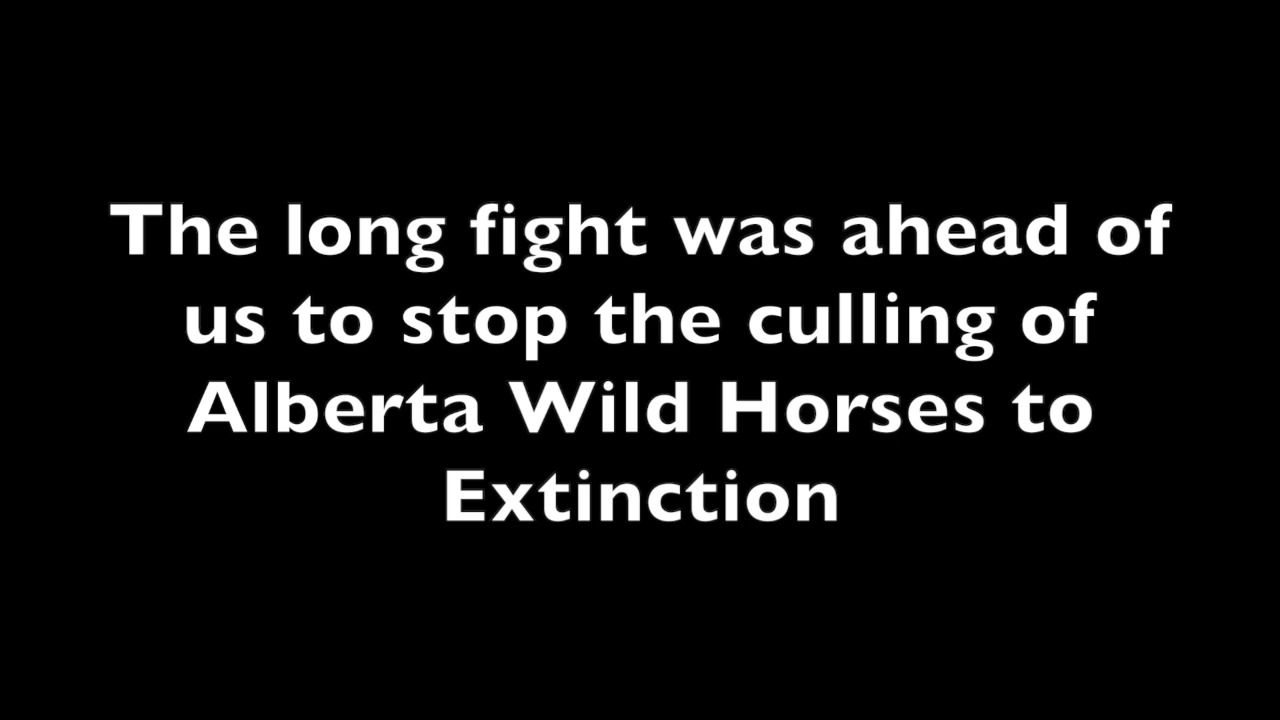 The long fight was ahead of
us to stop the culling of
Alberta Wild Horses to
Extinction